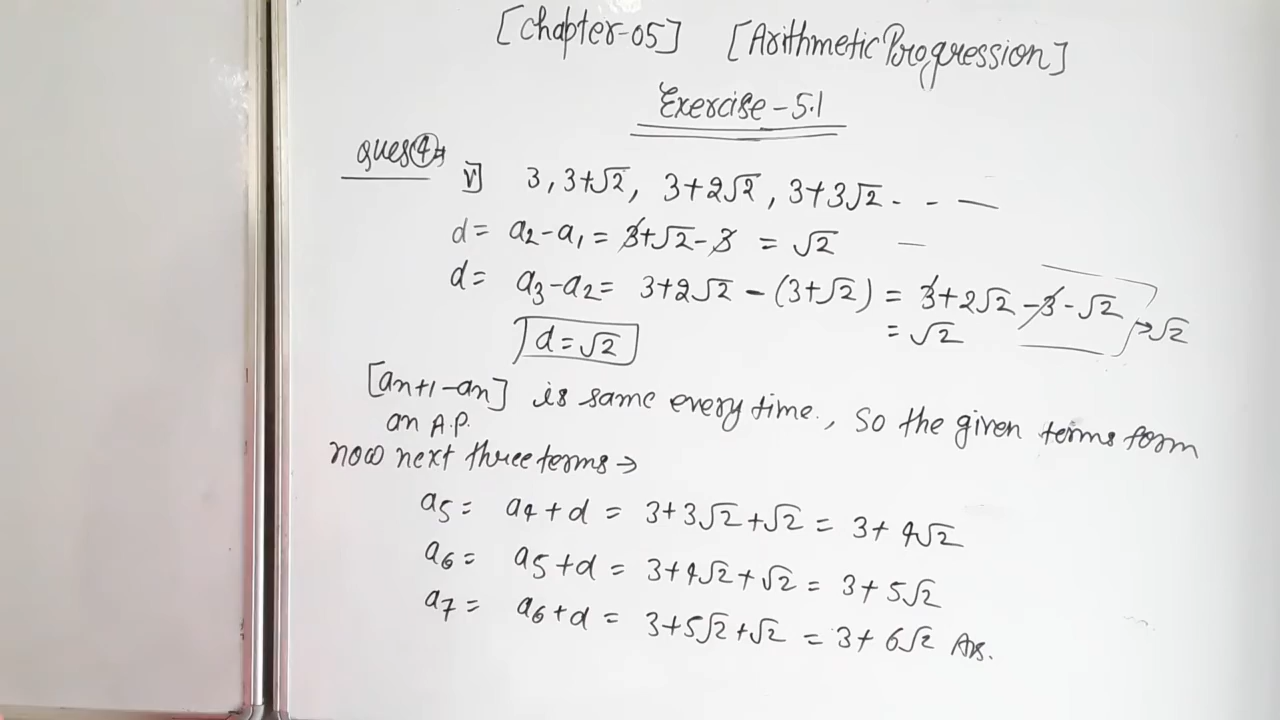 [Chapter-05] [Arithmetic Progression]
Exercise-5.1
Ques④→ v] 3, 3+√2, 3+2√2, 3+3√2 - - —
d = a2-a1 = 3+√2-3 = √2 —
d = a3-a2 = 3+2√2 - (3+√2) = 3+2√2-3-√2 → √2
= √2
d = √2
[an+1-an] is same every time., so the given terms form
an A.P.
now next three terms →
a5 = a4+d = 3+3√2+√2 = 3+4√2
a6 = a5+d = 3+4√2+√2 = 3+5√2
a7 = a6+d = 3+5√2+√2 = 3+6√2 Ans.